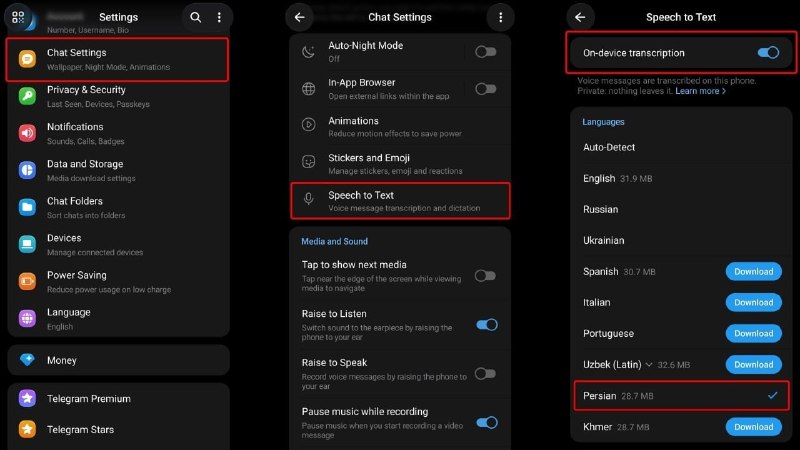 Settings
Number, Username, Bio
Chat Settings
Wallpaper, Night Mode, Animations
Privacy & Security
Last Seen, Devices, Passkeys
Notifications
Sounds, Calls, Badges
Data and Storage
Media download settings
Chat Folders
Sort chats into folders
Devices
Manage connected devices
Power Saving
Reduce power usage on low charge
Language
English
Money
Telegram Premium
Telegram Stars
Chat Settings
Auto-Night Mode
Off
In-App Browser
Open external links within the app
Animations
Reduce motion effects to save power
Stickers and Emoji
Manage stickers, emoji and reactions
Speech to Text
Voice message transcription and dictation
Media and Sound
Tap to show next media
Tap near the edge of the screen while viewing
media to navigate
Raise to Listen
Switch sound to the earpiece by raising the
phone to your ear
Raise to Speak
Record voice messages by raising the phone to
your ear
Pause music while recording
Pause music when you start recording a video
message
Speech to Text
On-device transcription
Voice messages are transcribed on this phone.
Private, nothing leaves it. Learn more >
Languages
Auto-Detect
English 31.9 MB
Russian
Ukrainian
Spanish 30.7 MB Download
Italian Download
Portuguese Download
Uzbek (Latin) 32.6 MB Download
Persian 28.7 MB
Khmer 28.7 MB Download